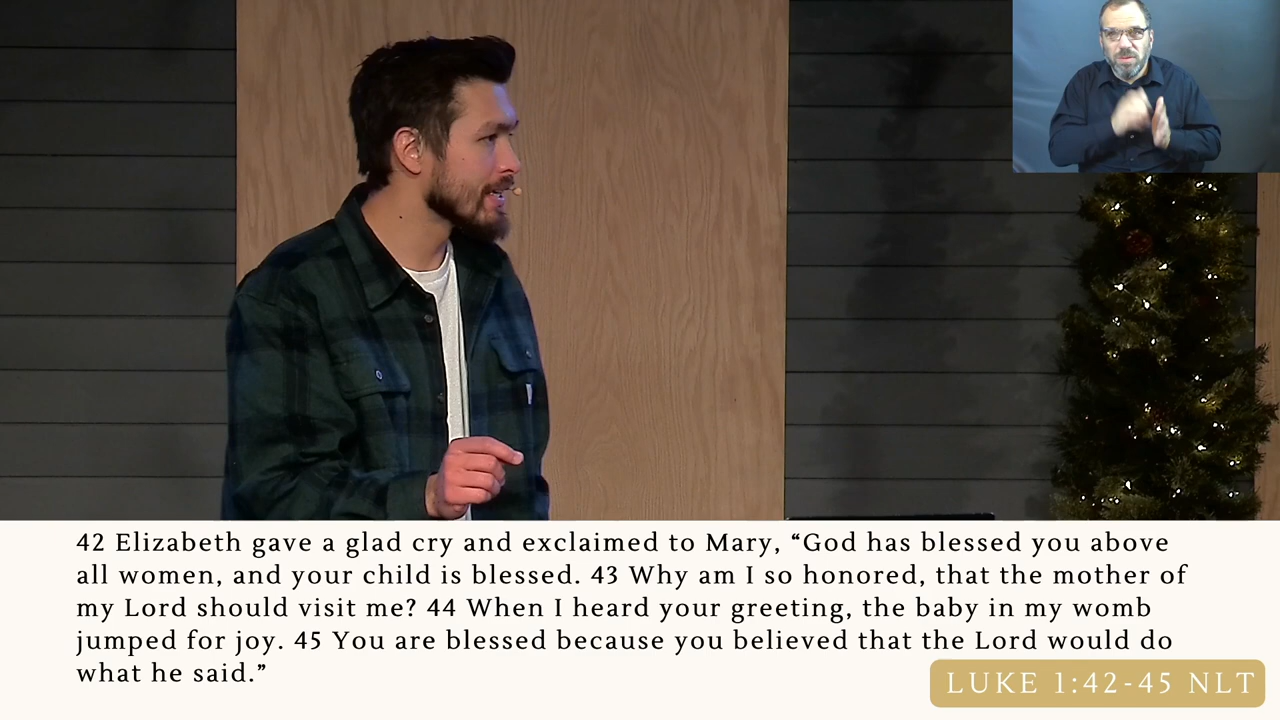 42 Elizabeth gave a glad cry and exclaimed to Mary, “God has blessed you above
all women, and your child is blessed. 43 Why am I so honored, that the mother of
my Lord should visit me? 44 When I heard your greeting, the baby in my womb
jumped for joy. 45 You are blessed because you believed that the Lord would do
what he said.”
LUKE 1:42-45 NLT